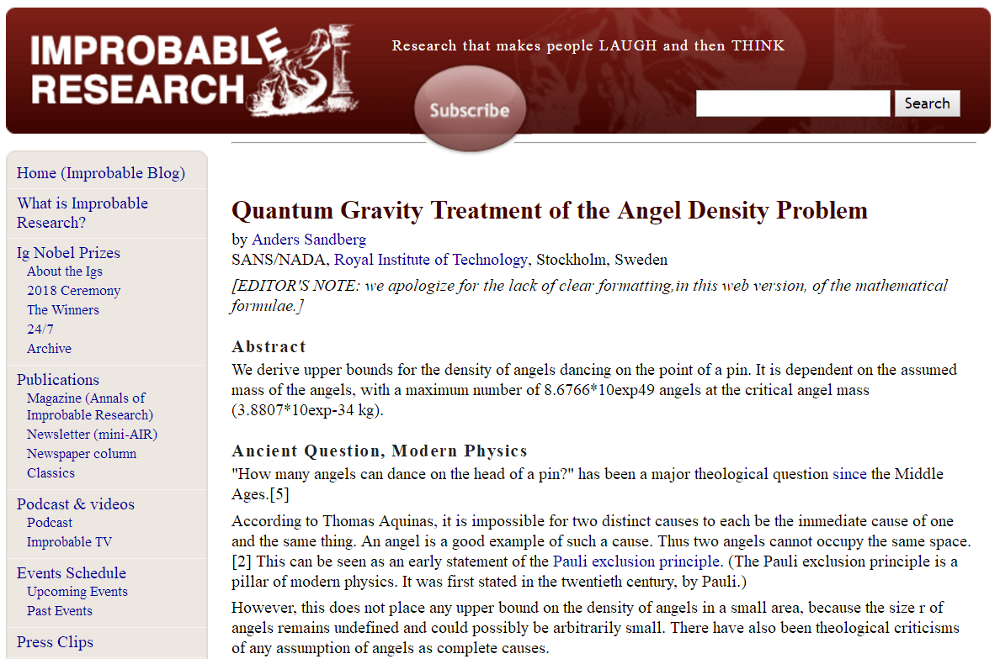 IMPROBABLE
RESEARCH
Research that makes people LAUGH and then THINK
Subscribe
Search
Home (Improbable Blog)
What is Improbable
Research?
Ig Nobel Prizes
About the Igs
2018 Ceremony
The Winners
24/7
Archive
Publications
Magazine (Annals of
Improbable Research)
Newsletter (mini-AIR)
Newspaper column
Classics
Podcast & videos
Podcast
Improbable TV
Events Schedule
Upcoming Events
Past Events
Press Clips
Quantum Gravity Treatment of the Angel Density Problem
by Anders Sandberg
SANS/NADA, Royal Institute of Technology, Stockholm, Sweden
[EDITOR'S NOTE: we apologize for the lack of clear formatting,in this web version, of the mathematical
formulae.]
Abstract
We derive upper bounds for the density of angels dancing on the point of a pin. It is dependent on the assumed
mass of the angels, with a maximum number of 8.6766*10exp49 angels at the critical angel mass
(3.8807*10exp-34 kg).
Ancient Question, Modern Physics
"How many angels can dance on the head of a pin?" has been a major theological question since the Middle
Ages.[5]
According to Thomas Aquinas, it is impossible for two distinct causes to each be the immediate cause of one
and the same thing. An angel is a good example of such a cause. Thus two angels cannot occupy the same space.
[2] This can be seen as an early statement of the Pauli exclusion principle. (The Pauli exclusion principle is a
pillar of modern physics. It was first stated in the twentieth century, by Pauli.)
However, this does not place any upper bound on the density of angels in a small area, because the size r of
angels remains undefined and could possibly be arbitrarily small. There have also been theological criticisms
of any assumption of angels as complete causes.